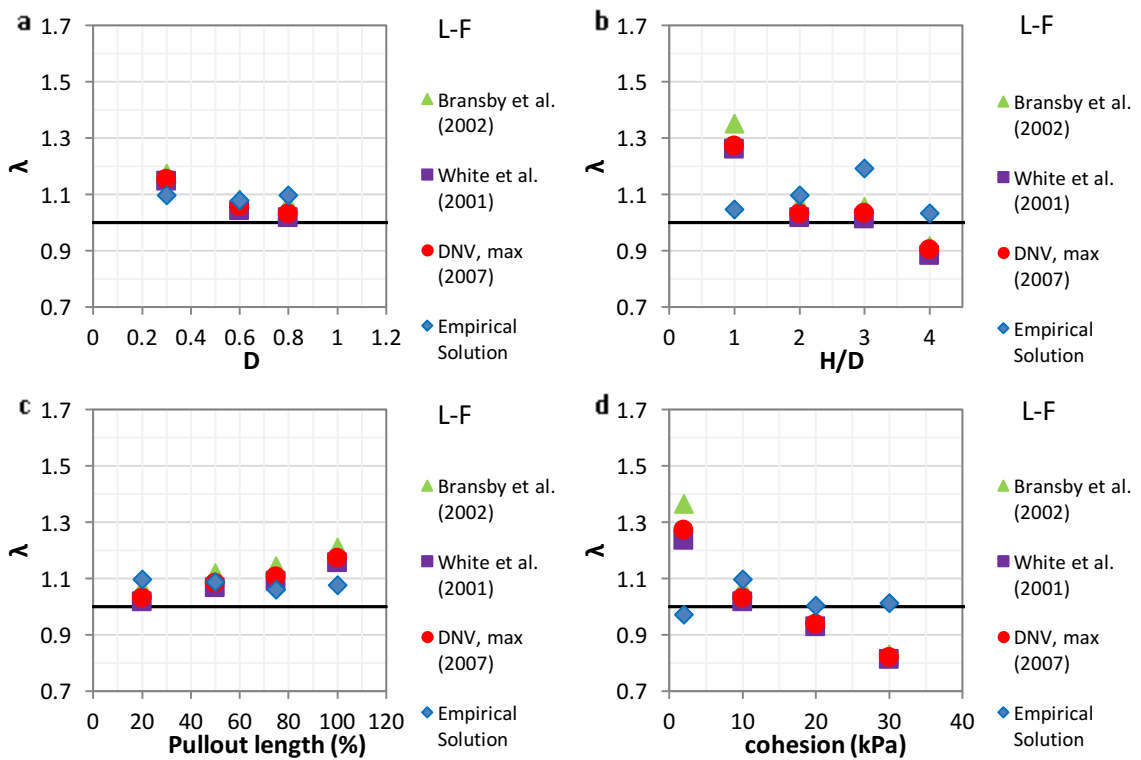 a
L-F
1.7
1.5
1.3
1.1
0.9
0.7
λ
0 0.2 0.4 0.6 0.8 1 1.2
D
Bransby et al.
(2002)
White et al.
(2001)
DNV, max
(2007)
Empirical
Solution
b
L-F
1.7
1.5
1.3
1.1
0.9
0.7
λ
0 1 2 3 4
H/D
Bransby et al.
(2002)
White et al.
(2001)
DNV, max
(2007)
Empirical
Solution
c
L-F
1.7
1.5
1.3
1.1
0.9
0.7
λ
0 20 40 60 80 100 120
Pullout length (%)
Bransby et al.
(2002)
White et al.
(2001)
DNV, max
(2007)
Empirical
Solution
d
L-F
1.7
1.5
1.3
1.1
0.9
0.7
λ
0 10 20 30 40
cohesion (kPa)
Bransby et al.
(2002)
White et al.
(2001)
DNV, max
(2007)
Empirical
Solution